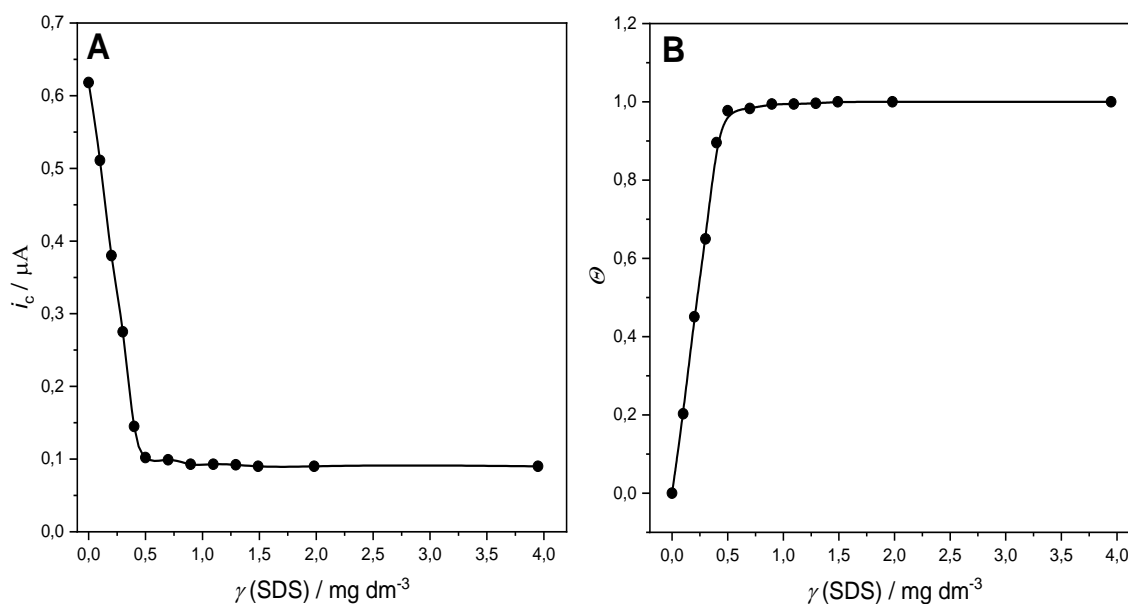 A
0,7
0,6
0,5
0,4
0,3
0,2
0,1
0,0
i_c / μA
0,0 0,5 1,0 1,5 2,0 2,5 3,0 3,5 4,0
γ (SDS) / mg dm⁻³
B
1,2
1,0
0,8
0,6
0,4
0,2
0,0
Θ
0,0 0,5 1,0 1,5 2,0 2,5 3,0 3,5 4,0
γ (SDS) / mg dm⁻³